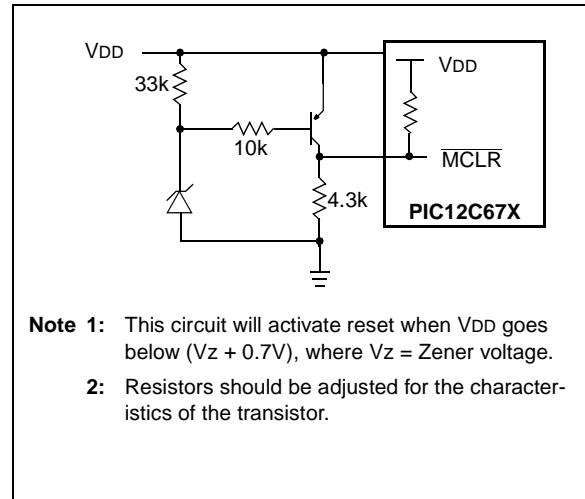 VDD
VDD
33k
10k
MCLR
4.3k
PIC12C67X
Note 1: This circuit will activate reset when VDD goes
below (Vz + 0.7V), where Vz = Zener voltage.
2: Resistors should be adjusted for the character-
istics of the transistor.